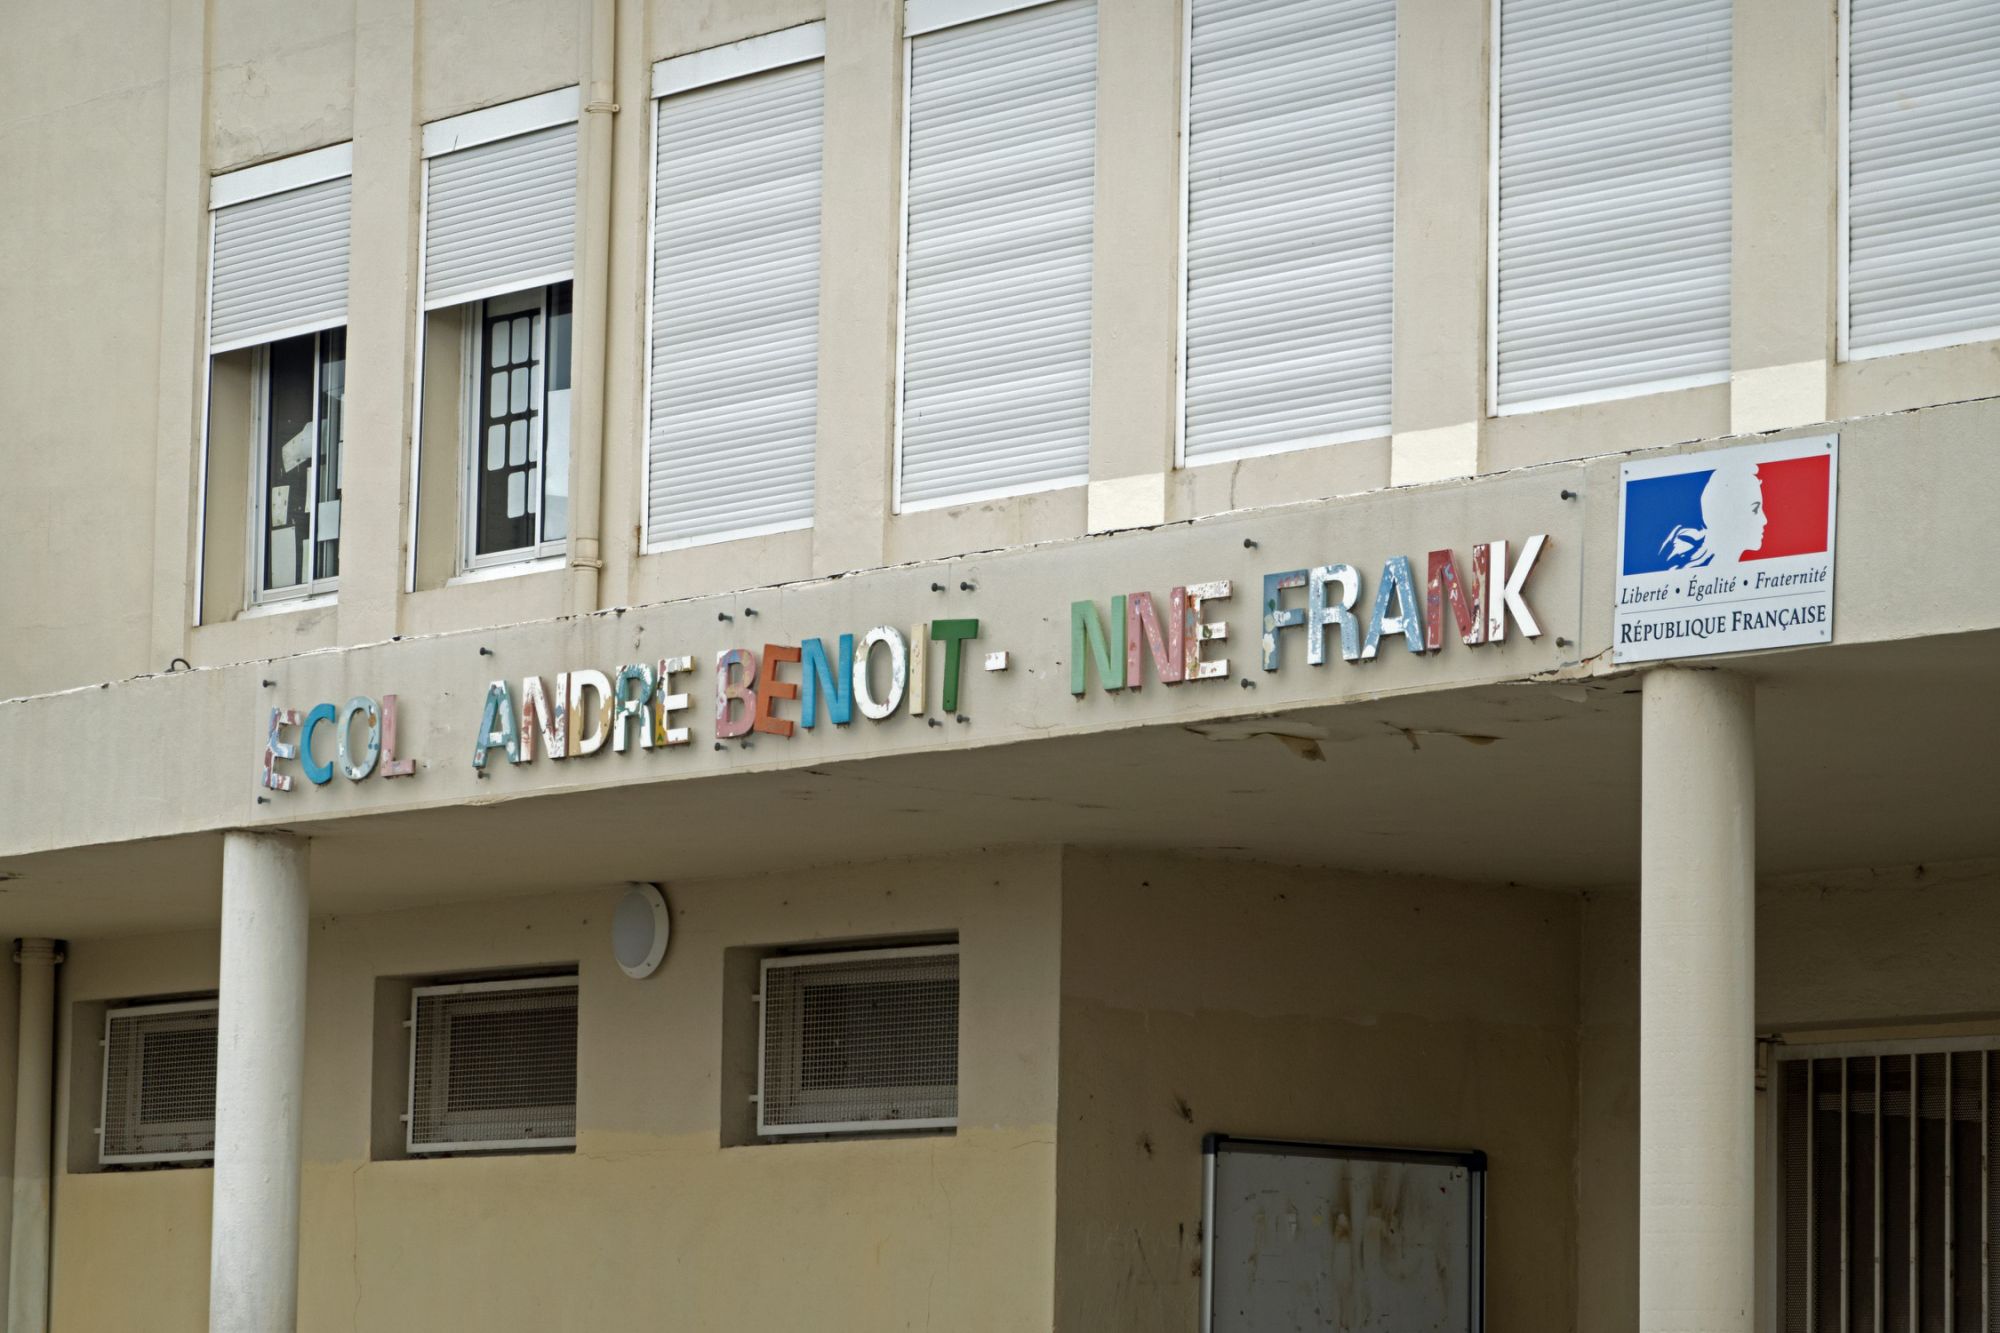 ECOL ANDRE BENOIT- NNE FRANK
Liberté • Égalité • Fraternité
RÉPUBLIQUE FRANÇAISE